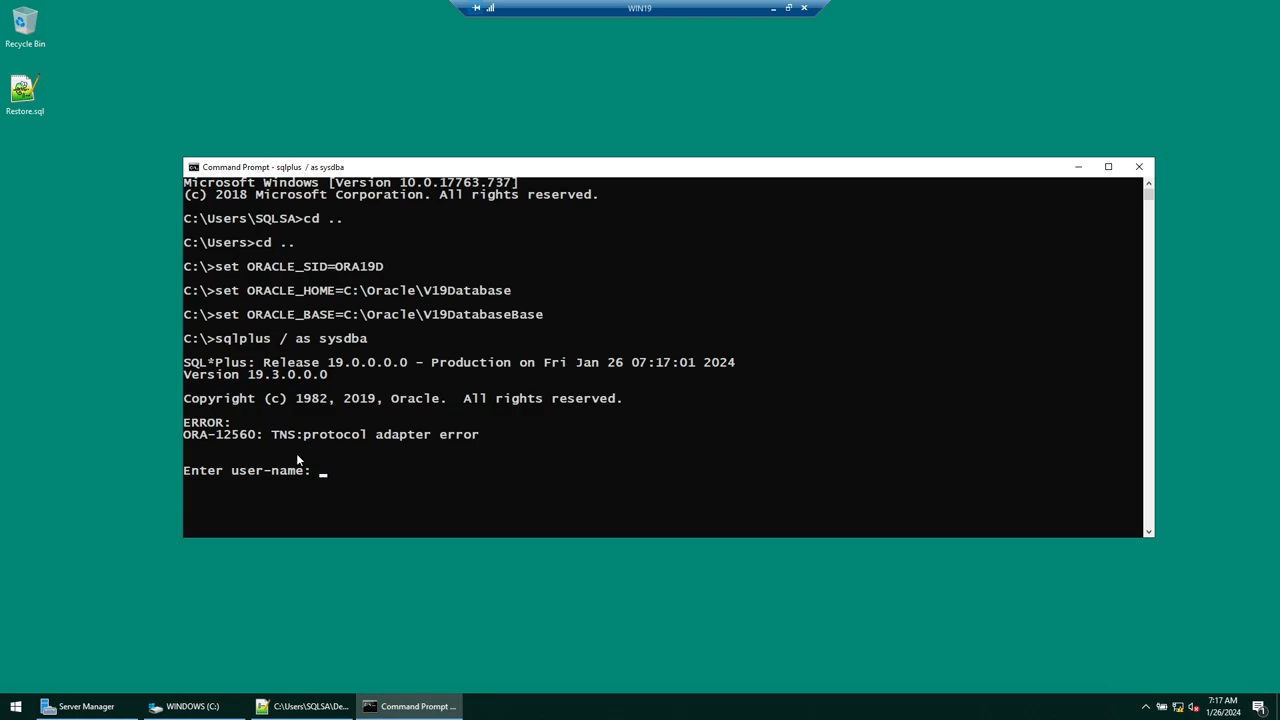 WIN19
Recycle Bin
Restore.sql
Command Prompt - sqlplus / as sysdba
Microsoft Windows [Version 10.0.17763.737]
(c) 2018 Microsoft Corporation. All rights reserved.
C:\Users\SQLSA>cd ..
C:\Users>cd ..
C:\>set ORACLE_SID=ORA19D
C:\>set ORACLE_HOME=C:\Oracle\V19Database
C:\>set ORACLE_BASE=C:\Oracle\V19DatabaseBase
C:\>sqlplus / as sysdba
SQL*Plus: Release 19.0.0.0.0 - Production on Fri Jan 26 07:17:01 2024
Version 19.3.0.0.0
Copyright (c) 1982, 2019, Oracle.  All rights reserved.
ERROR:
ORA-12560: TNS:protocol adapter error
Enter user-name: _
Server Manager
WINDOWS (C:)
C:\Users\SQLSA\De...
Command Prompt ...
7:17 AM
1/26/2024
1